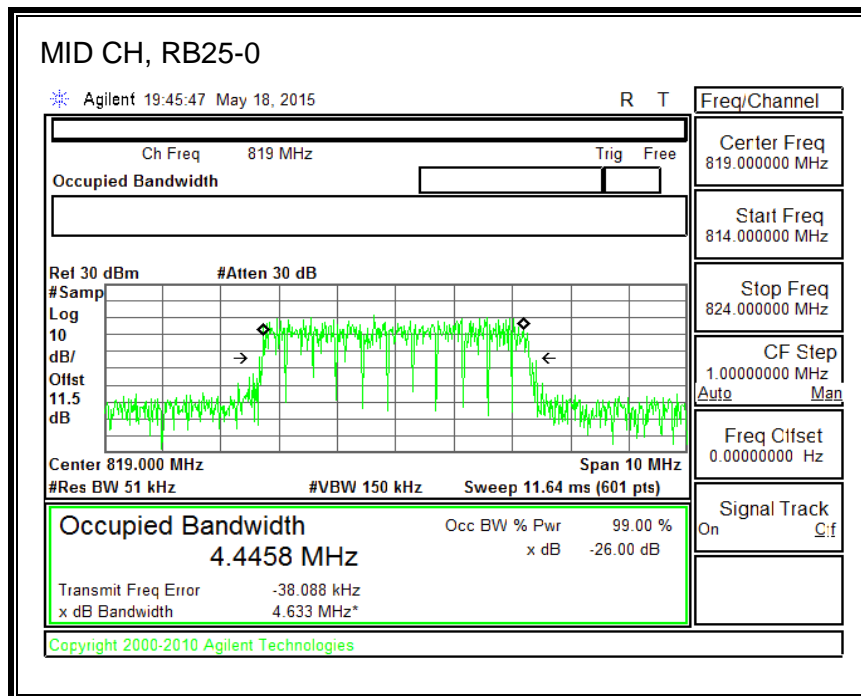 MID CH, RB25-0
Agilent 19:45:47 May 18, 2015 R T
Freq/Channel
Ch Freq 819 MHz Trig Free
Occupied Bandwidth
Center Freq
819.000000 MHz
Start Freq
814.000000 MHz
Stop Freq
824.000000 MHz
CF Step
1.00000000 MHz
Auto Man
Freq Offset
0.00000000 Hz
Signal Track
On Off
Ref 30 dBm #Atten 30 dB
#Samp
Log
10
dB/
Offst
11.5
dB
Center 819.000 MHz Span 10 MHz
#Res BW 51 kHz #VBW 150 kHz Sweep 11.64 ms (601 pts)
Occupied Bandwidth
4.4458 MHz
Occ BW % Pwr 99.00 %
x dB -26.00 dB
Transmit Freq Error -38.088 kHz
x dB Bandwidth 4.633 MHz*
Copyright 2000-2010 Agilent Technologies